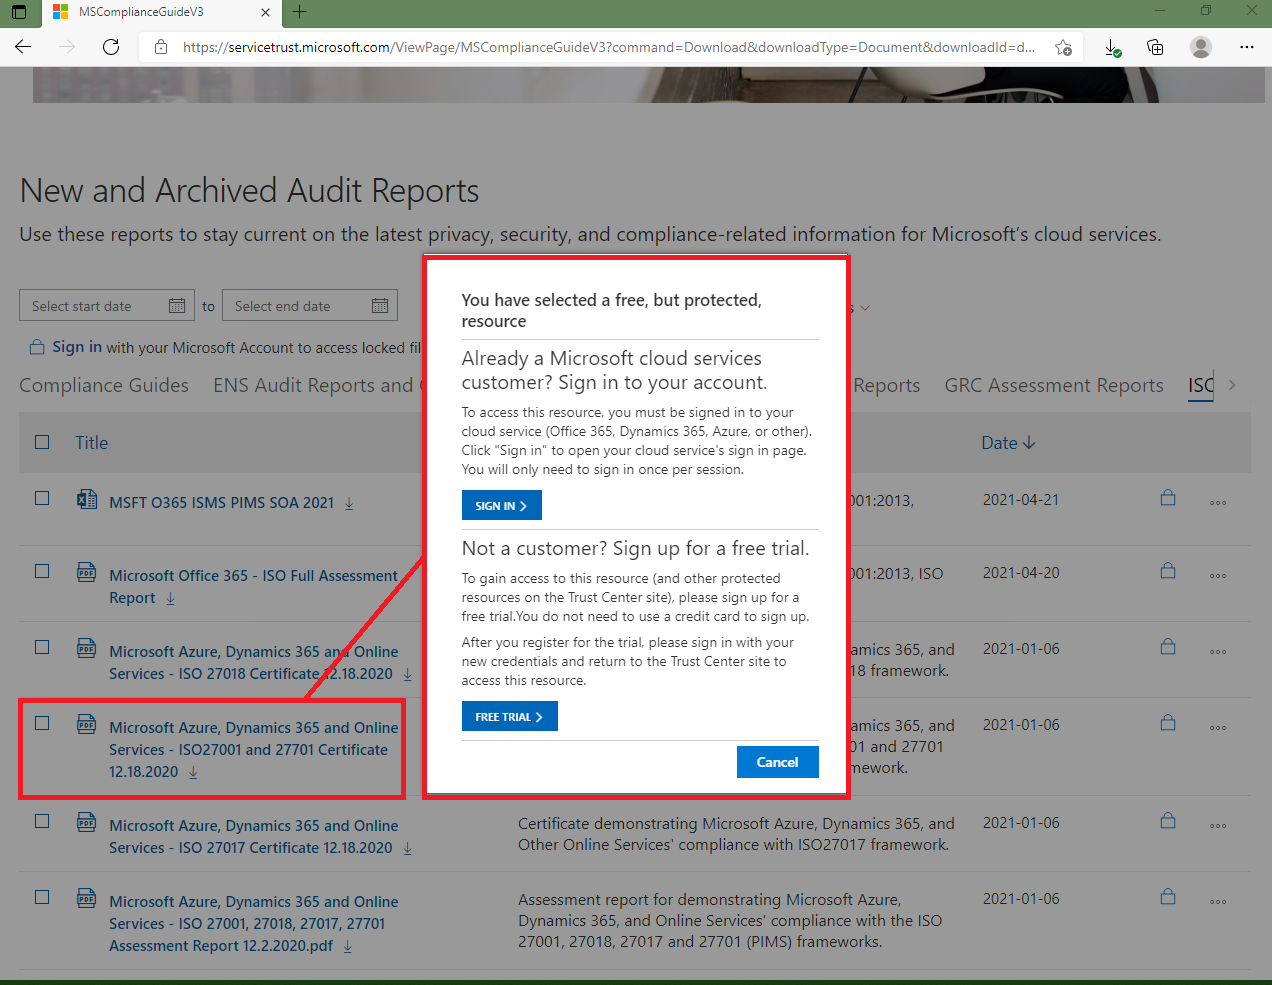 MSComplianceGuideV3
https://servicetrust.microsoft.com/ViewPage/MSComplianceGuideV3?command=Download&downloadType=Document&downloadId=d...
New and Archived Audit Reports
Use these reports to stay current on the latest privacy, security, and compliance-related information for Microsoft's cloud services.
Select start date to Select end date
Sign in with your Microsoft Account to access locked fil
Compliance Guides ENS Audit Reports and Reports GRC Assessment Reports ISO
Title Date
MSFT O365 ISMS PIMS SOA 2021
001:2013, 2021-04-21
Microsoft Office 365 - ISO Full Assessment
Report
001:2013, ISO 2021-04-20
Microsoft Azure, Dynamics 365 and Online
Services - ISO 27018 Certificate 12.18.2020
amics 365, and 2021-01-06
18 framework.
Microsoft Azure, Dynamics 365 and Online
Services - ISO27001 and 27701 Certificate
12.18.2020
amics 365, and 2021-01-06
01 and 27701
mework.
Microsoft Azure, Dynamics 365 and Online
Services - ISO 27017 Certificate 12.18.2020
Certificate demonstrating Microsoft Azure, Dynamics 365, and 2021-01-06
Other Online Services' compliance with ISO27017 framework.
Microsoft Azure, Dynamics 365 and Online
Services - ISO 27001, 27018, 27017, 27701
Assessment Report 12.2.2020.pdf
Assessment report for demonstrating Microsoft Azure, 2021-01-06
Dynamics 365, and Online Services' compliance with the ISO
27001, 27018, 27017 and 27701 (PIMS) frameworks.
You have selected a free, but protected,
resource
Already a Microsoft cloud services
customer? Sign in to your account.
To access this resource, you must be signed in to your
cloud service (Office 365, Dynamics 365, Azure, or other).
Click "Sign in" to open your cloud service's sign in page.
You will only need to sign in once per session.
SIGN IN
Not a customer? Sign up for a free trial.
To gain access to this resource (and other protected
resources on the Trust Center site), please sign up for a
free trial.You do not need to use a credit card to sign up.
After you register for the trial, please sign in with your
new credentials and return to the Trust Center site to
access this resource.
FREE TRIAL
Cancel